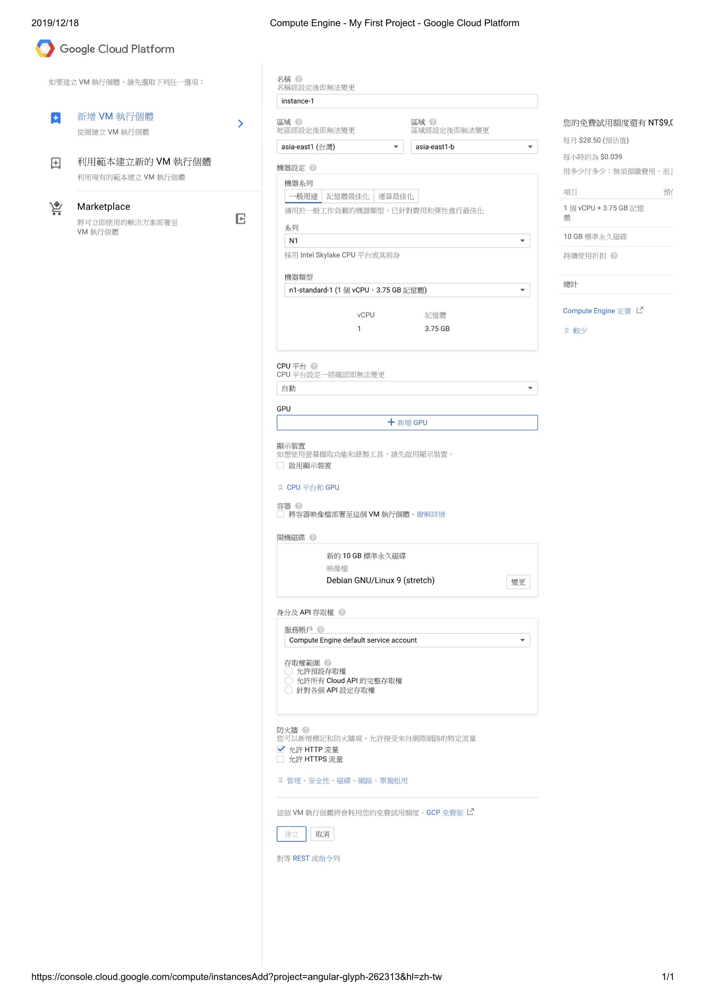 2019/12/18
Compute Engine - My First Project - Google Cloud Platform
Google Cloud Platform
如要建立 VM 執行個體，請先選取下列任一選項：
新增 VM 執行個體
從頭建立 VM 執行個體
利用範本建立新的 VM 執行個體
利用現有的範本建立 VM 執行個體
Marketplace
將可立即使用的解決方案部署至
VM 執行個體
名稱
名稱經設定後即無法變更
instance-1
區域
地區經設定後即無法變更
asia-east1 (台灣)
區域
區域經設定後即無法變更
asia-east1-b
機器設定
機器系列
一般用途 記憶體最佳化 運算最佳化
適用於一般工作負載的機器類型，已針對費用和彈性進行最佳化
系列
N1
採用 Intel Skylake CPU 平台或其前身
機器類型
n1-standard-1 (1 個 vCPU，3.75 GB 記憶體)
vCPU 記憶體
1 3.75 GB
CPU 平台
CPU 平台設定一經確認即無法變更
自動
GPU
新增 GPU
顯示裝置
如想使用螢幕擷取功能和錄製工具，請先啟用顯示裝置。
啟用顯示裝置
CPU 平台和 GPU
容器
將容器映像檔部署至這個 VM 執行個體。瞭解詳情
開機磁碟
新的 10 GB 標準永久磁碟
映像檔
Debian GNU/Linux 9 (stretch)
變更
身分及 API 存取權
服務帳戶
Compute Engine default service account
存取權範圍
允許預設存取權
允許所有 Cloud API 的完整存取權
針對各個 API 設定存取權
防火牆
您可以新增標記和防火牆規，允許接受來自網際網路的特定流量
允許 HTTP 流量
允許 HTTPS 流量
管理、安全性、磁碟、網路、單獨租用
這個 VM 執行個體將會耗用您的免費試用額度。GCP 免費版
建立 取消
對等 REST 或指令列
您的免費試用額度還有 NT$9,
每月 $28.50 (預估值)
每小時約為 $0.039
用多少付多少：無須預繳費用，而
項目 預
1 個 vCPU + 3.75 GB 記憶
體
10 GB 標準永久磁碟
持續使用折扣
總計
Compute Engine 定價
較少
https://console.cloud.google.com/compute/instancesAdd?project=angular-glyph-262313&hl=zh-tw
1/1